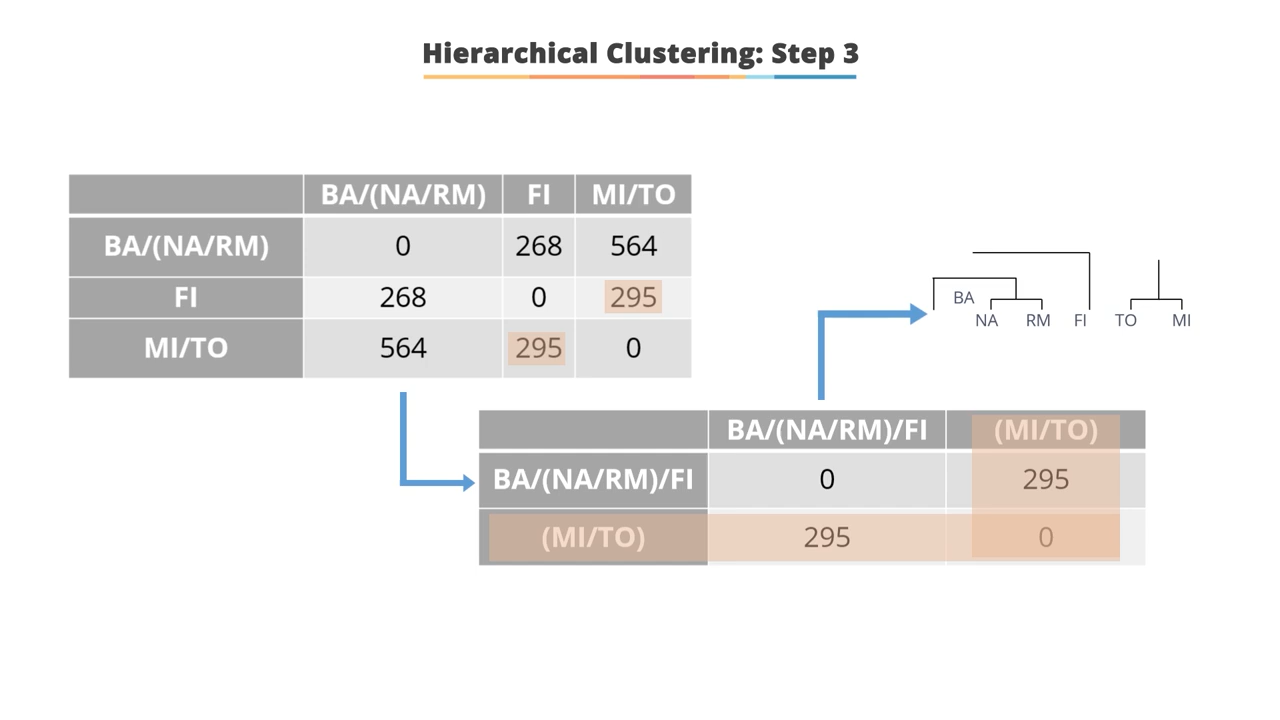 Hierarchical Clustering: Step 3
BA/(NA/RM) FI MI/TO
BA/(NA/RM) 0 268 564
FI 268 0 295
MI/TO 564 295 0
BA
NA RM FI TO MI
BA/(NA/RM)/FI (MI/TO)
BA/(NA/RM)/FI 0 295
(MI/TO) 295 0